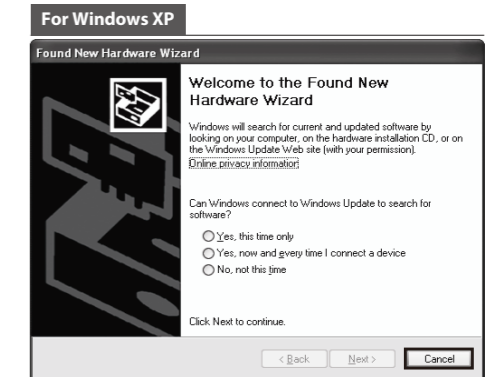 For Windows XP
Found New Hardware Wizard
Welcome to the Found New
Hardware Wizard
Windows will search for current and updated software by
looking on your computer, on the hardware installation CD, or on
the Windows Update Web site (with your permission).
Online privacy information
Can Windows connect to Windows Update to search for
software?
Yes, this time only
Yes, now and every time I connect a device
No, not this time
Click Next to continue.
< Back Next > Cancel